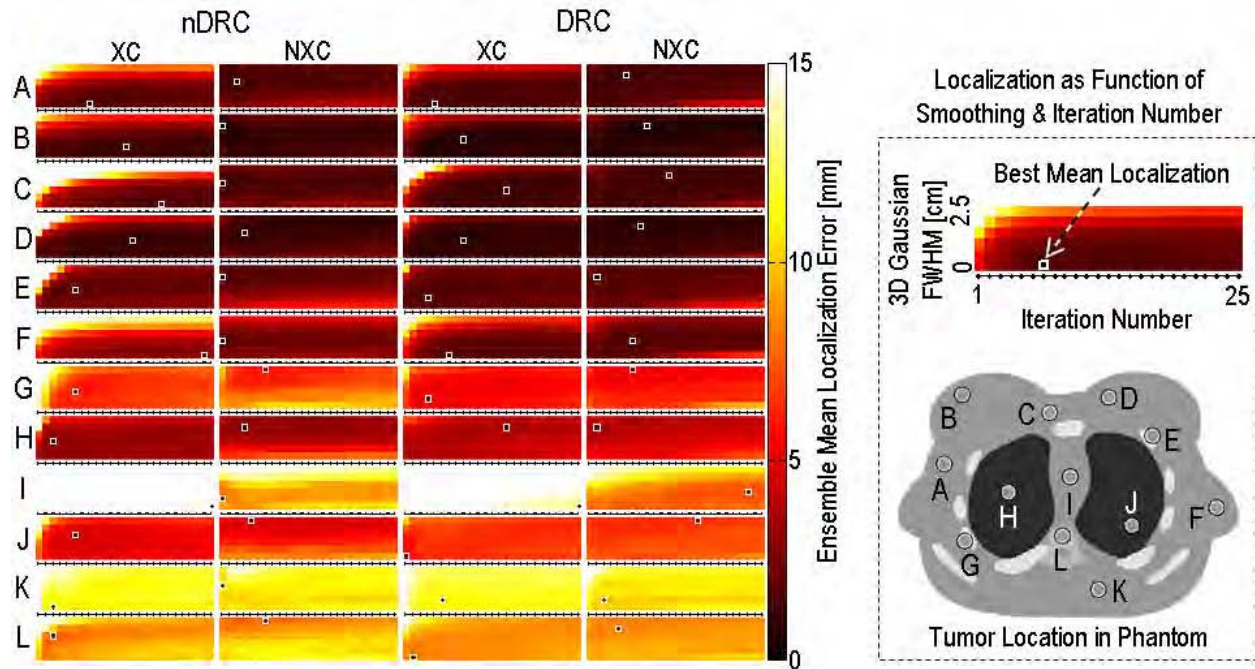 nDRC
DRC
XC
NXC
XC
NXC
A
B
C
D
E
F
G
H
I
J
K
L
15
10
5
0
Ensemble Mean Localization Error [mm]
Localization as Function of
Smoothing & Iteration Number
Best Mean Localization
3D Gaussian
FWHM [cm]
2.5
0
1
25
Iteration Number
B
C
D
E
A
I
H
J
F
G
L
K
Tumor Location in Phantom